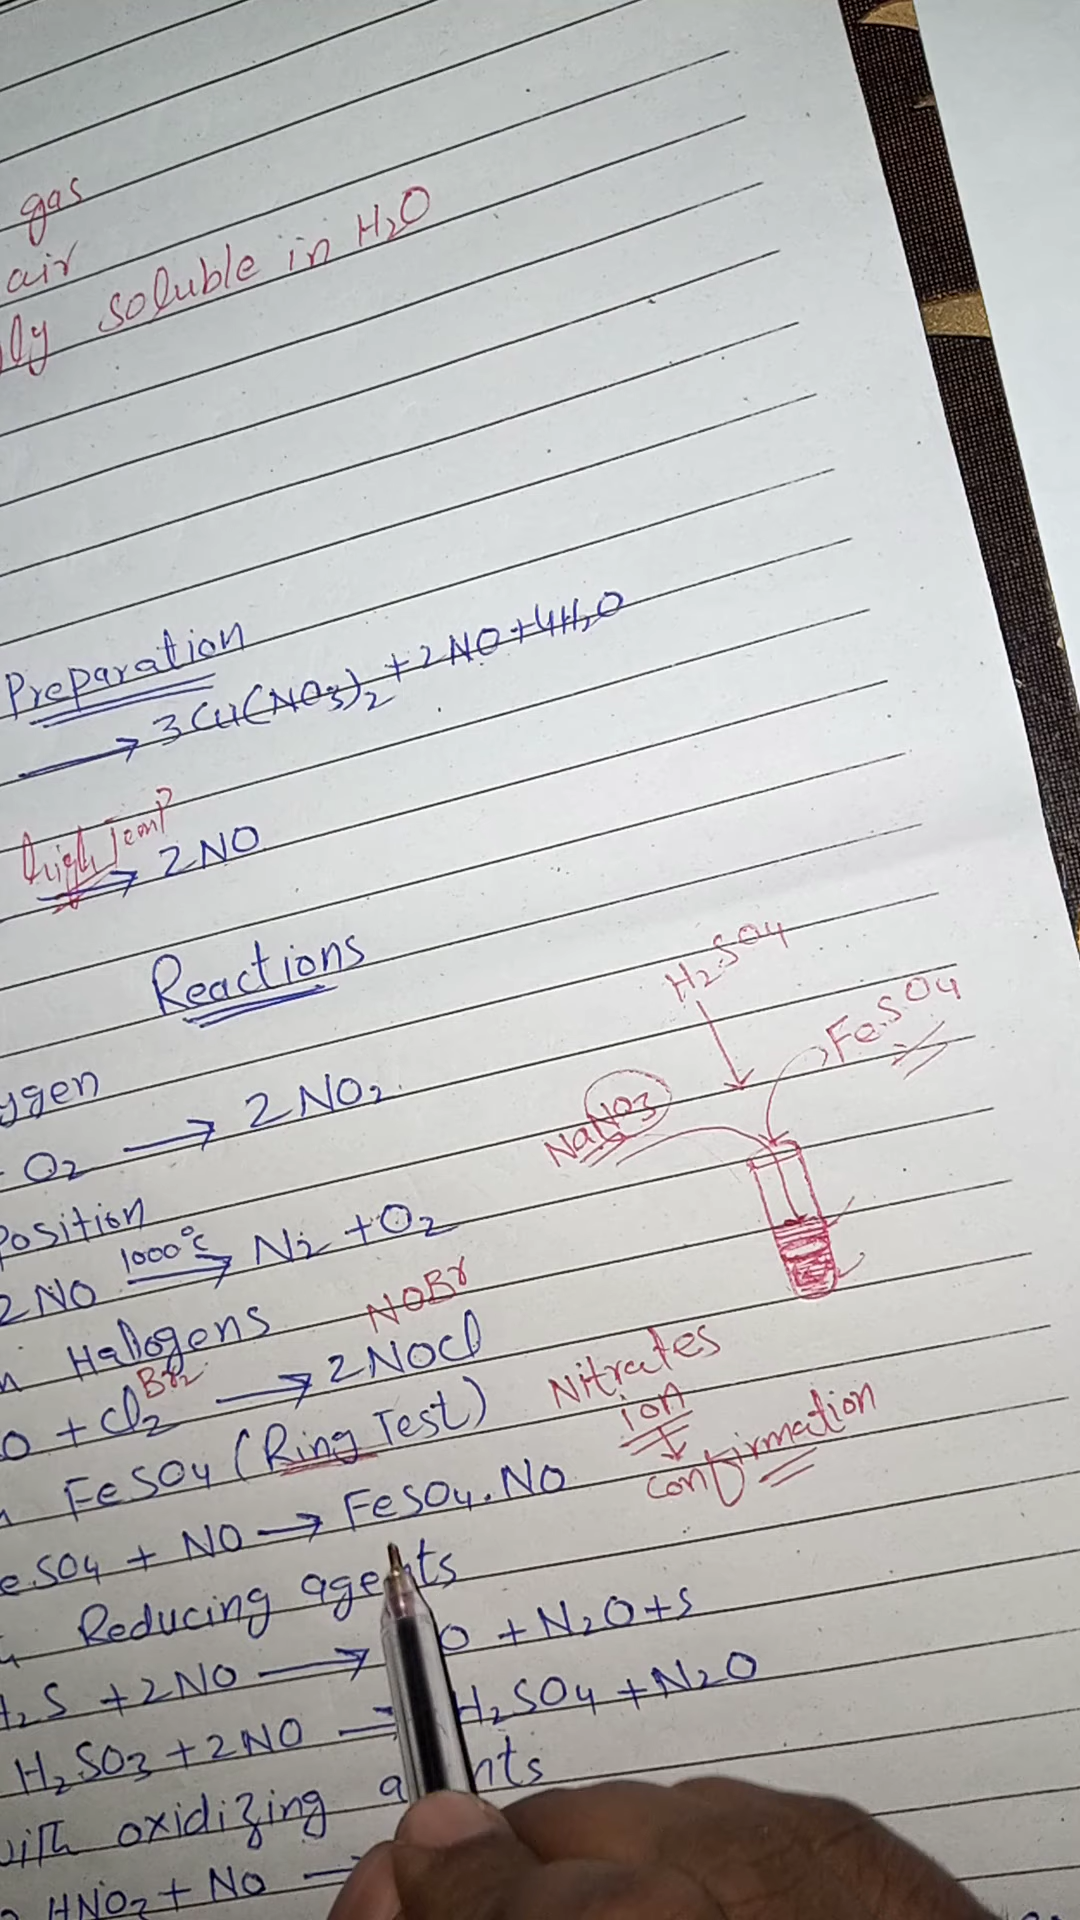 gas
air
ly soluble in H2O
Preparation
→ 3Cu(NO3)2 + 2NO + 4H2O
high temp
→ 2NO
Reactions
H2SO4
FeSO4
ygen
O2 → 2NO2
NaNO3
position
2NO 1000°C → N2 + O2
Halogens NOBr
O + Cl2 Br2 → 2NOCl
FeSO4 (Ring Test)
Nitrates
ion
confirmation
eSO4 + NO → FeSO4.NO
Reducing agents
H2S + 2NO → O + N2O + S
H2SO3 + 2NO → H2SO4 + N2O
with oxidizing a nts
+ NO